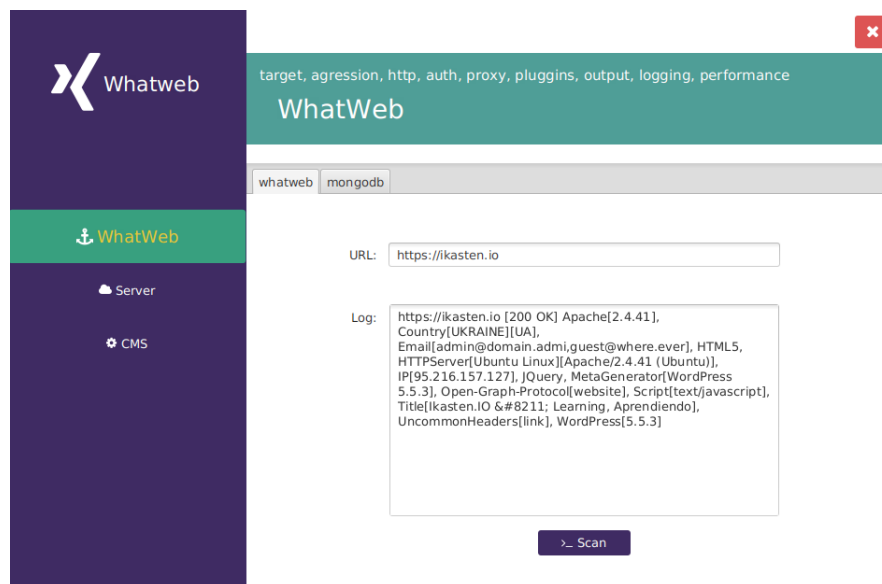 Whatweb
target, agression, http, auth, proxy, pluggins, output, logging, performance
WhatWeb
whatweb mongodb
WhatWeb
Server
CMS
URL: https://ikasten.io
Log: https://ikasten.io [200 OK] Apache[2.4.41],
Country[UKRAINE][UA],
Email[admin@domain.admi,guest@where.ever], HTML5,
HTTPServer[Ubuntu Linux][Apache/2.4.41 (Ubuntu)],
IP[95.216.157.127], JQuery, MetaGenerator[WordPress
5.5.3], Open-Graph-Protocol[website], Script[text/javascript],
Title[Ikasten.IO &#8211; Learning, Aprendiendo],
UncommonHeaders[link], WordPress[5.5.3]
Scan